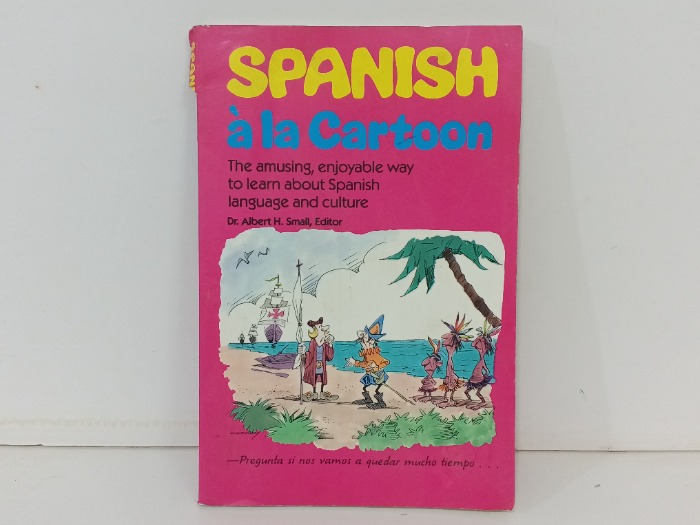 NTSC
SPANISH
à la Cartoon
The amusing, enjoyable way
to learn about Spanish
language and culture
Dr. Albert H. Small, Editor
—Pregunta si nos vamos a quedar mucho tiempo . . .